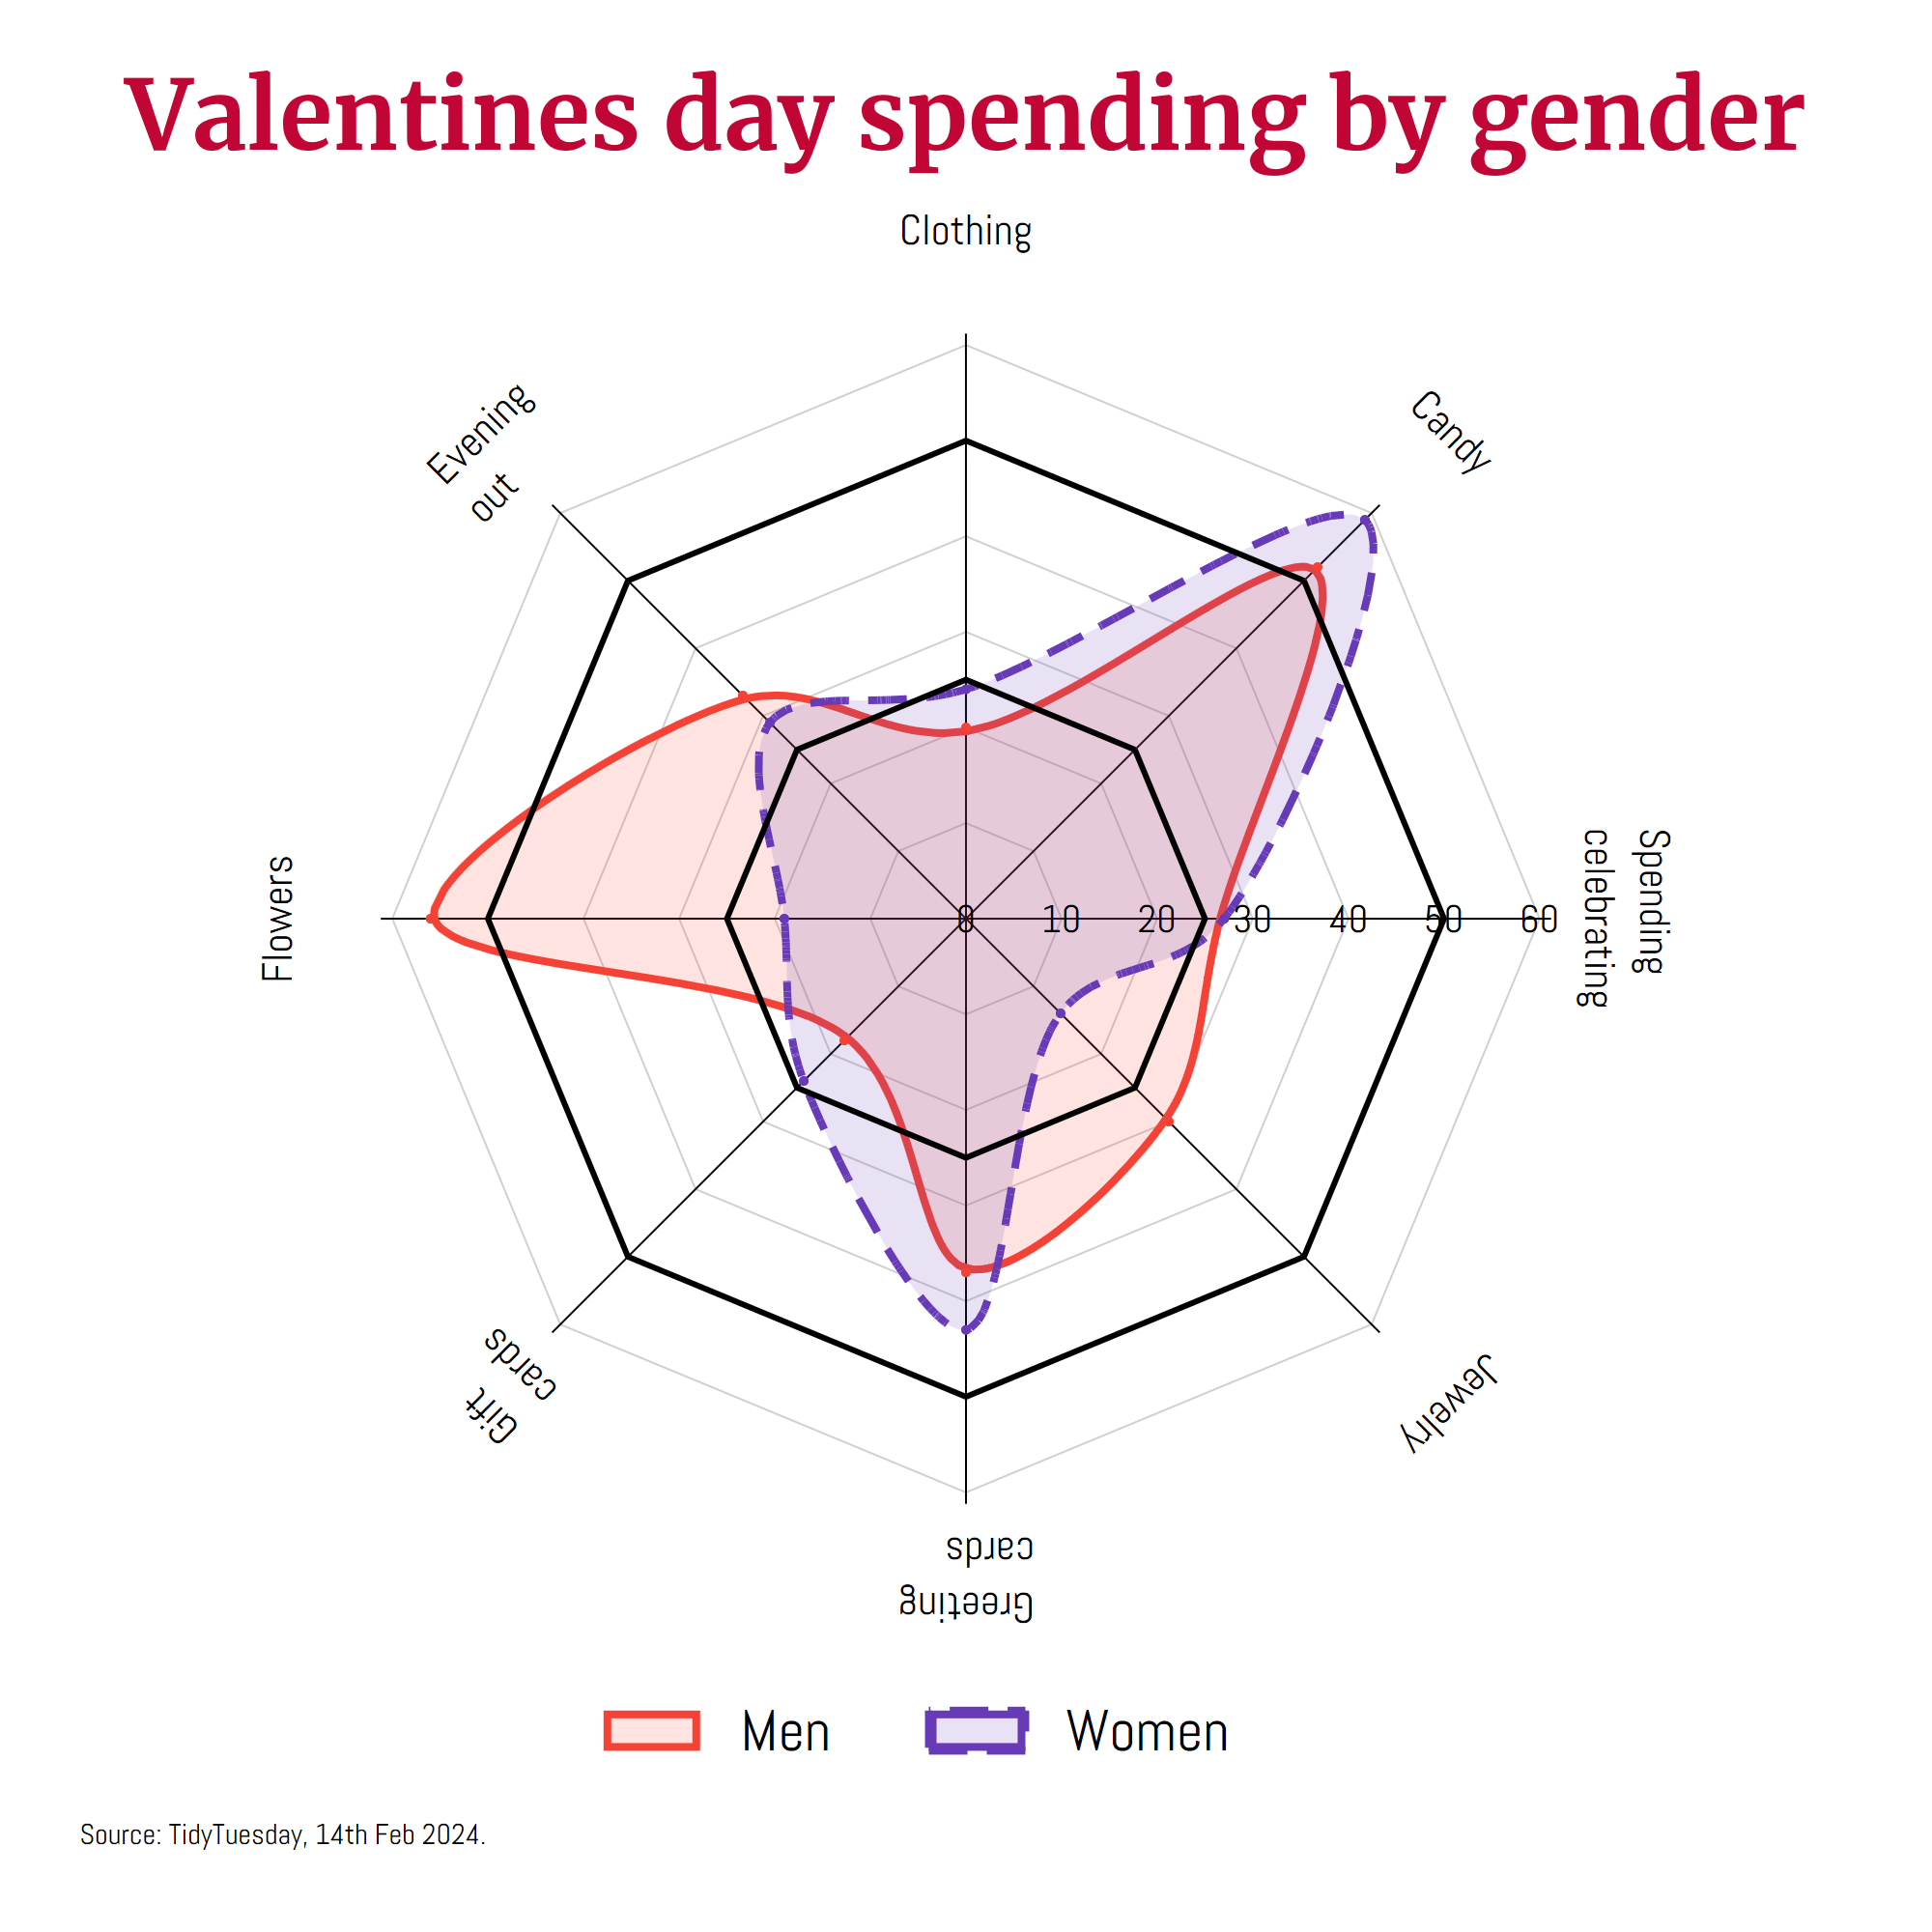 Valentines day spending by gender
Clothing
Candy
Evening
out
Spending
celebrating
Flowers
0 10 20 30 40 50 60
Gift
cards
Jewelry
Greeting
cards
Men
Women
Source: TidyTuesday, 14th Feb 2024.